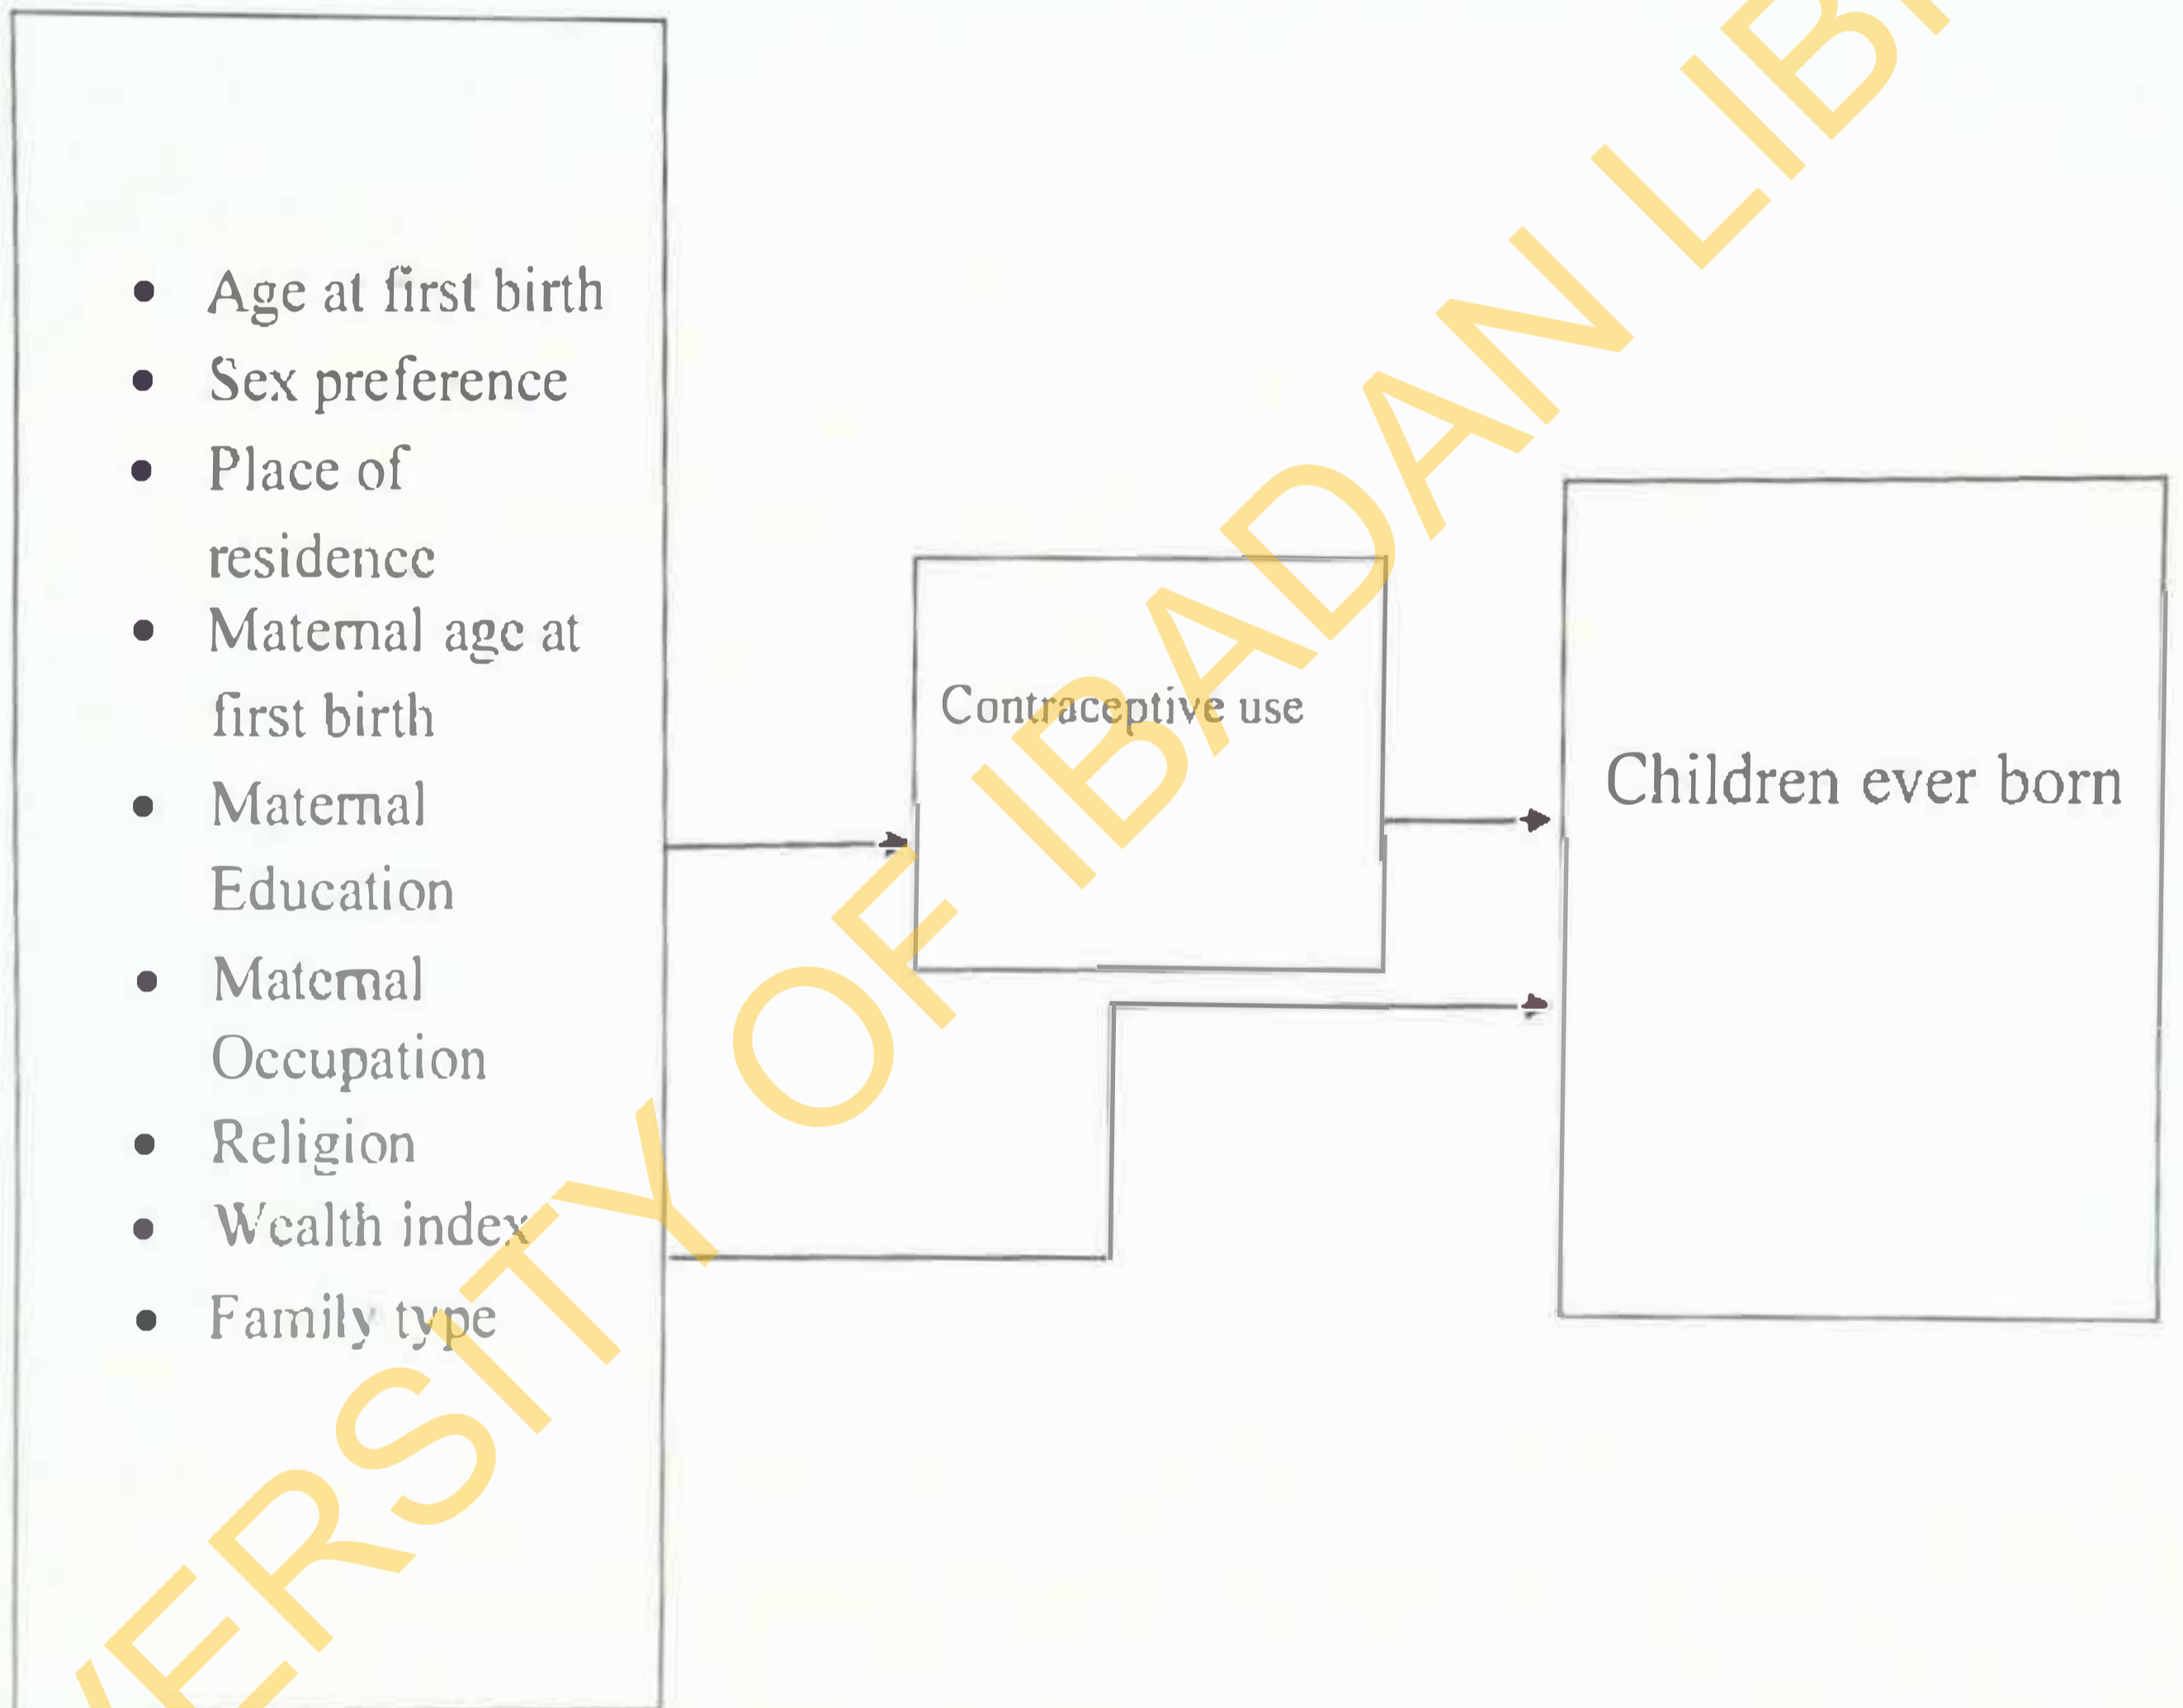 • Age at first birth
• Sex preference
• Place of
residence
• Maternal age at
first birth
• Maternal
Education
• Maternal
Occupation
• Religion
• Wealth index
• Family type
Contraceptive use
Children ever born
VERSITY OF IBADAN LIB